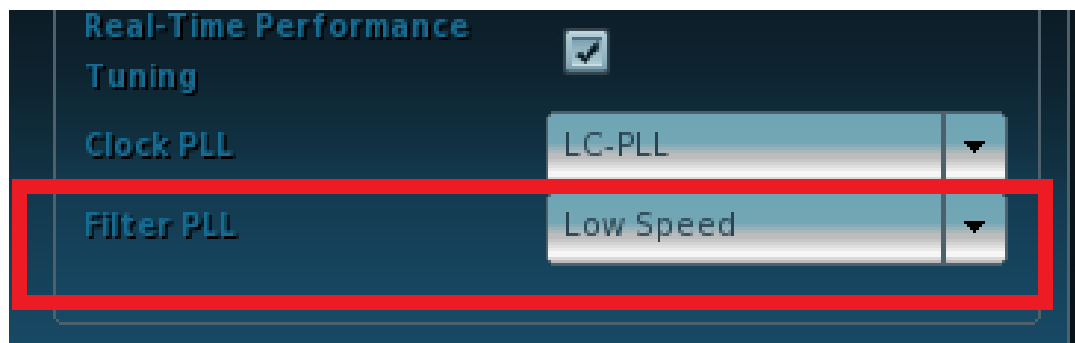 Real-Time Performance
Tuning
Clock PLL
LC-PLL
Filter PLL
Low Speed